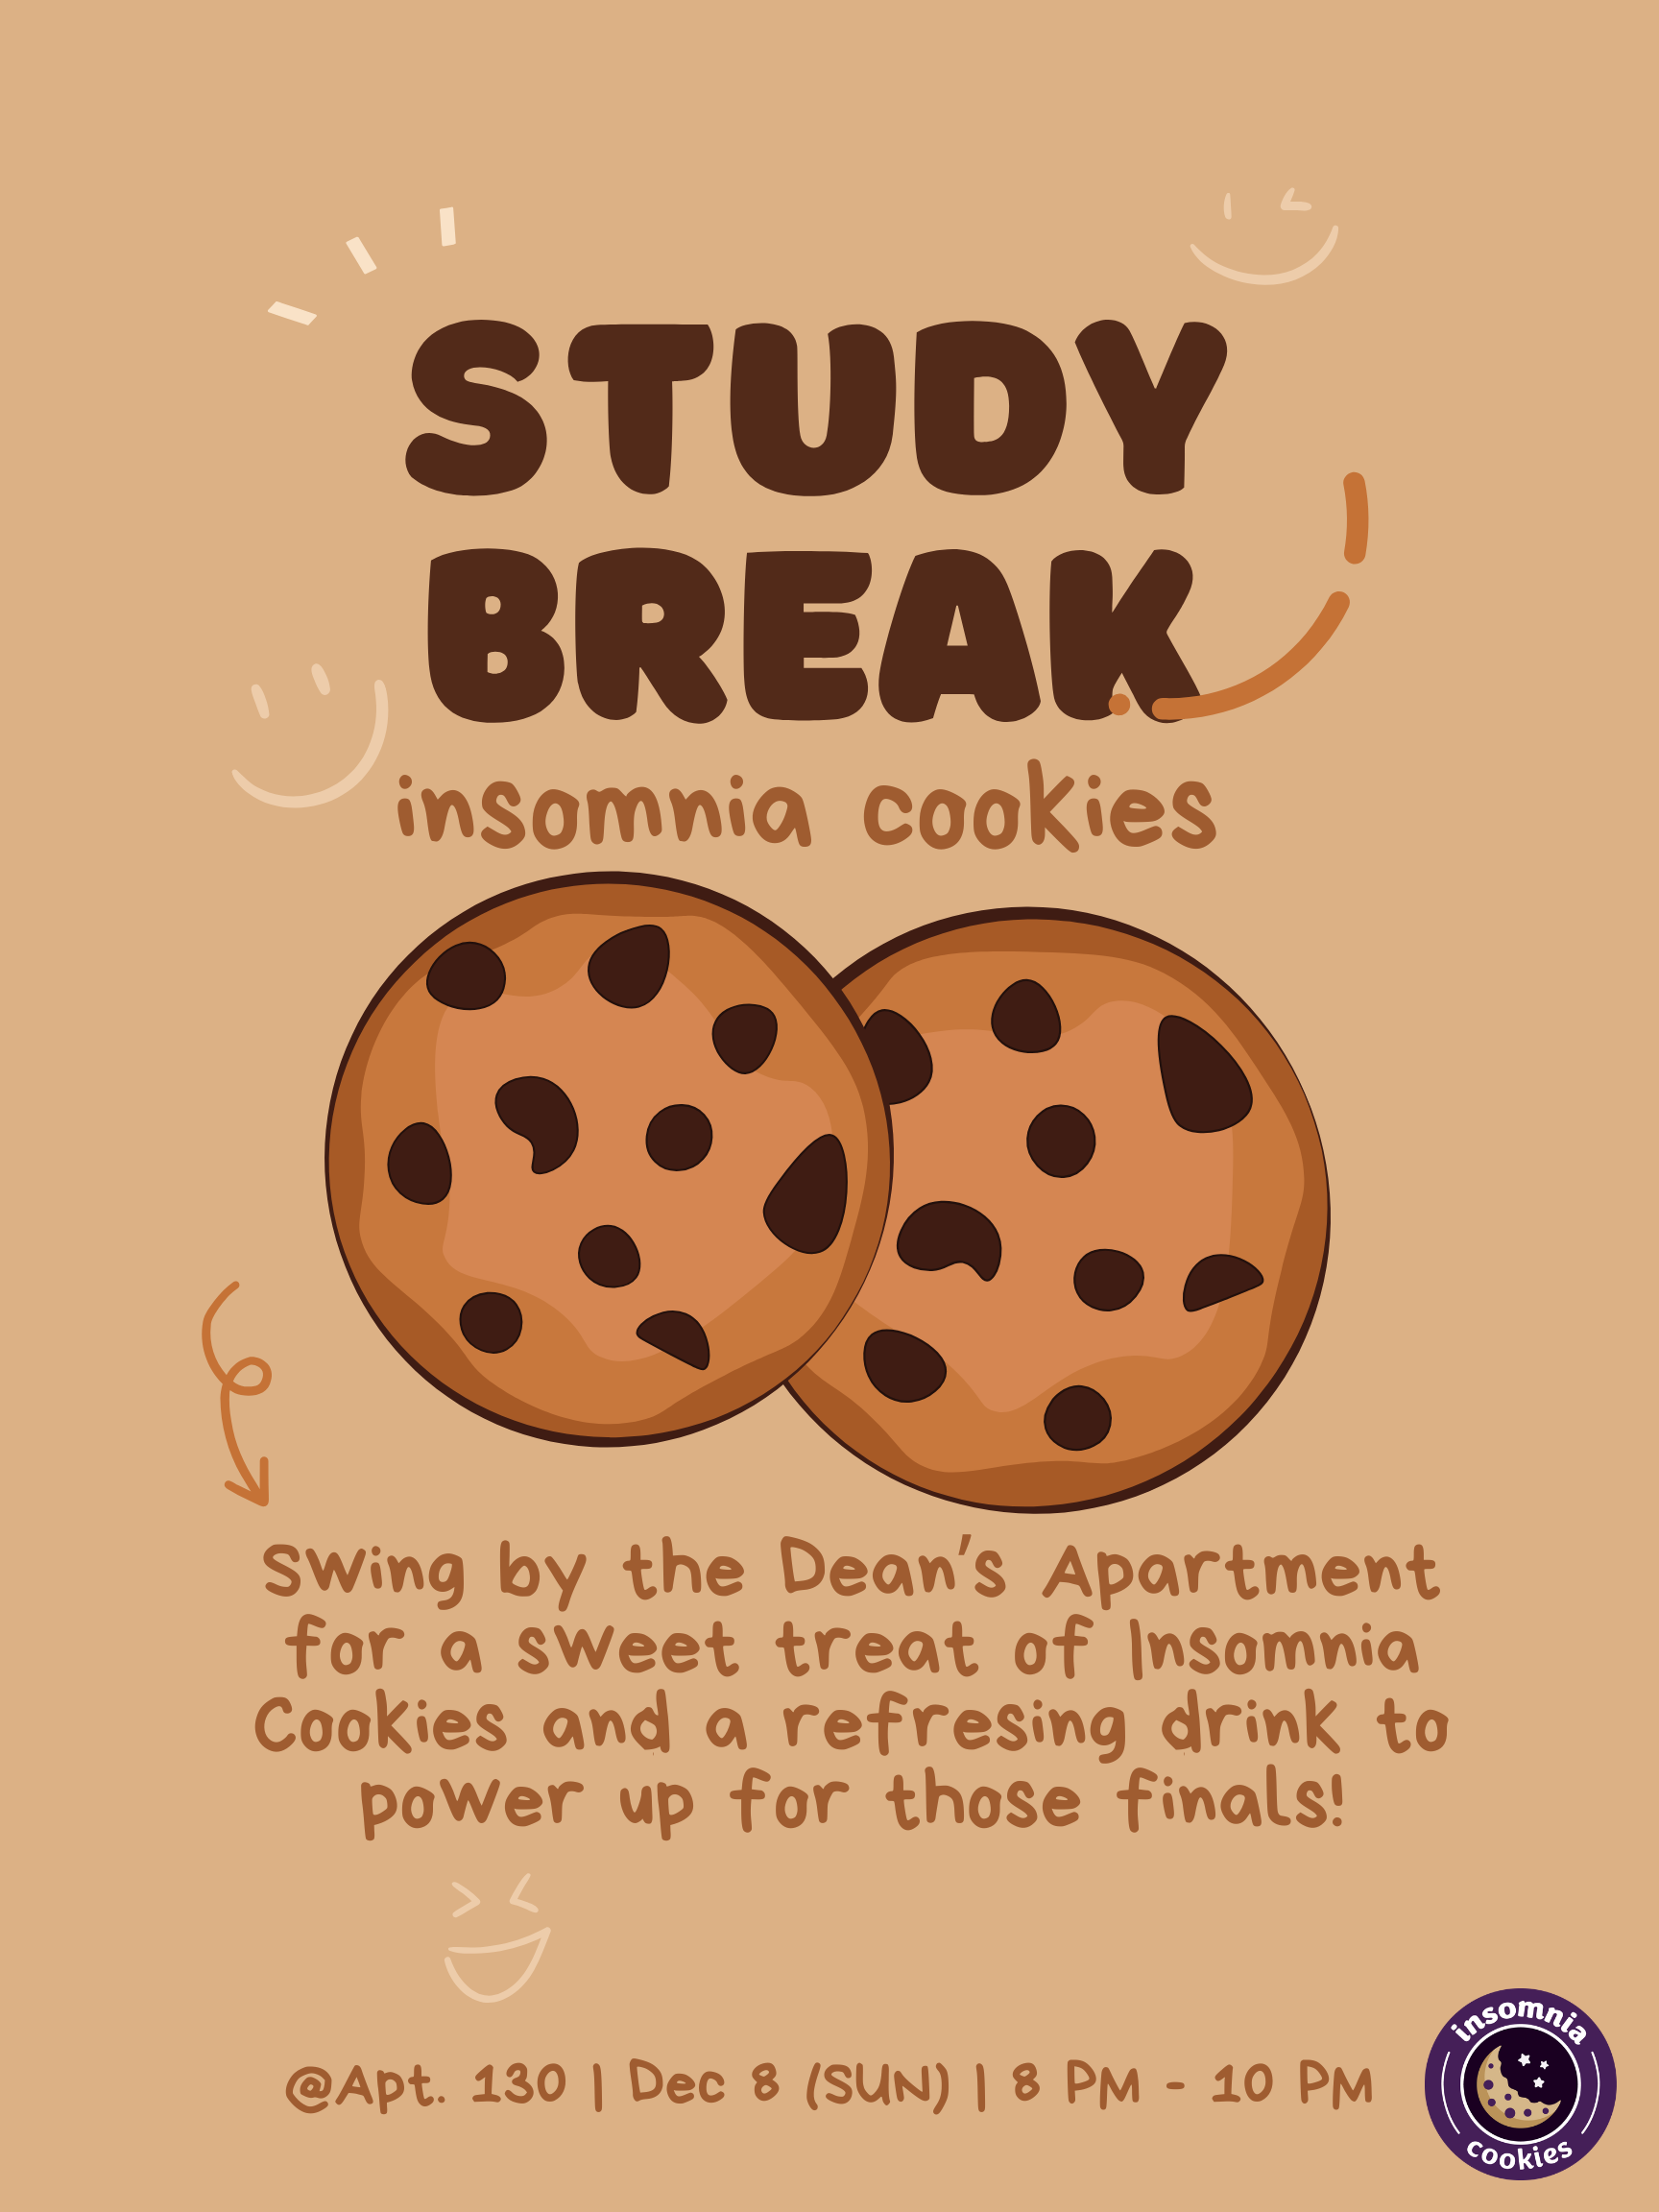 STUDY
BREAK
insomnia cookies
Swing by the Dean's Apartment
for a sweet treat of Insomnia
Cookies and a refresing drink to
power up for those finals!
@ Apt. 130 | Dec 8 (SUN) | 8 PM - 10 PM
insomnia
Cookies